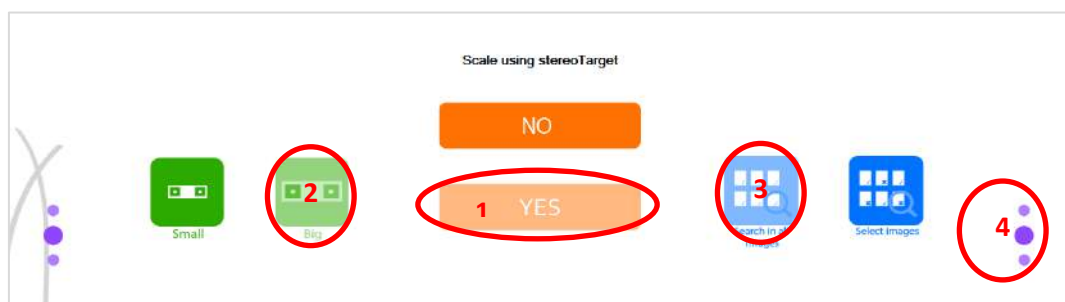 Scale using stereoTarget
NO
1 YES
2
3
4
Small
Big
Search in all
Images
Select Images